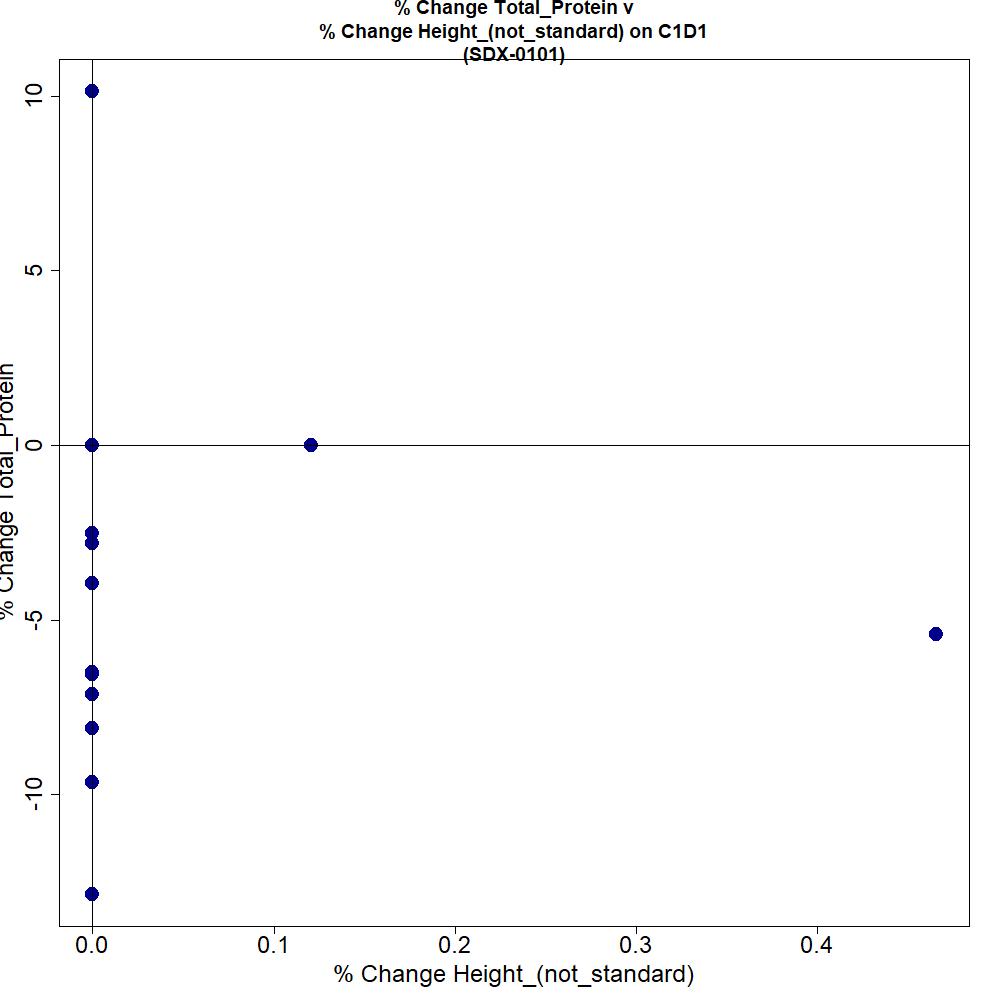 % Change Total_Protein v
% Change Height_(not_standard) on C1D1
(SDX-0101)
10
5
0
-5
-10
% Change Total_Protein
0.0 0.1 0.2 0.3 0.4
% Change Height_(not_standard)